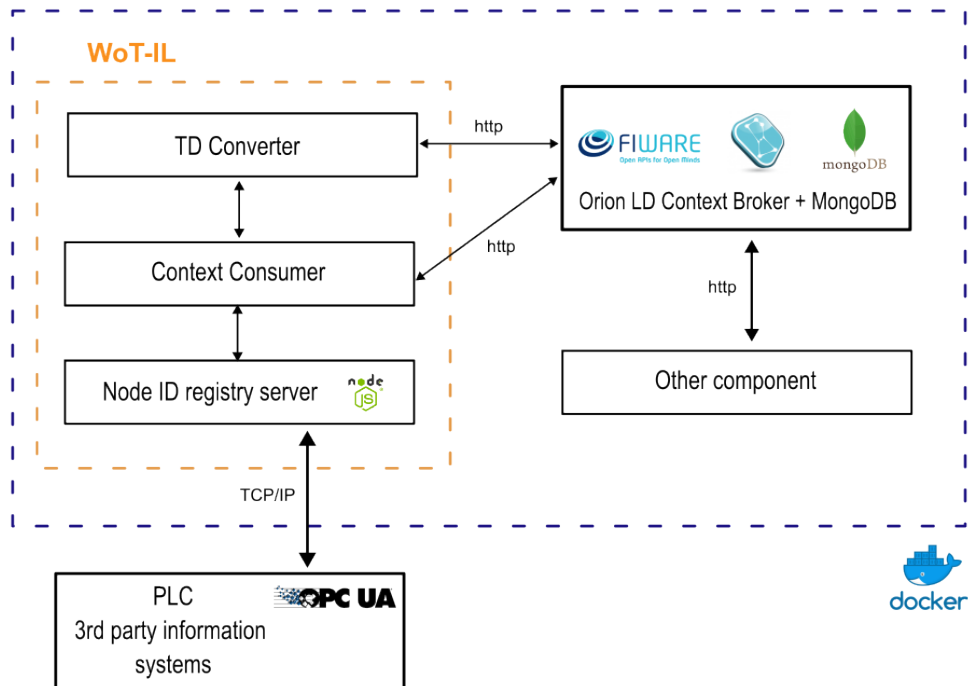 WoT-IL
TD Converter
http
FIWARE
Open APIs for Open Minds
mongoDB
Orion LD Context Broker + MongoDB
Context Consumer
http
http
Node ID registry server
node
JS
Other component
TCP/IP
PLC
OPC UA
3rd party information
systems
docker